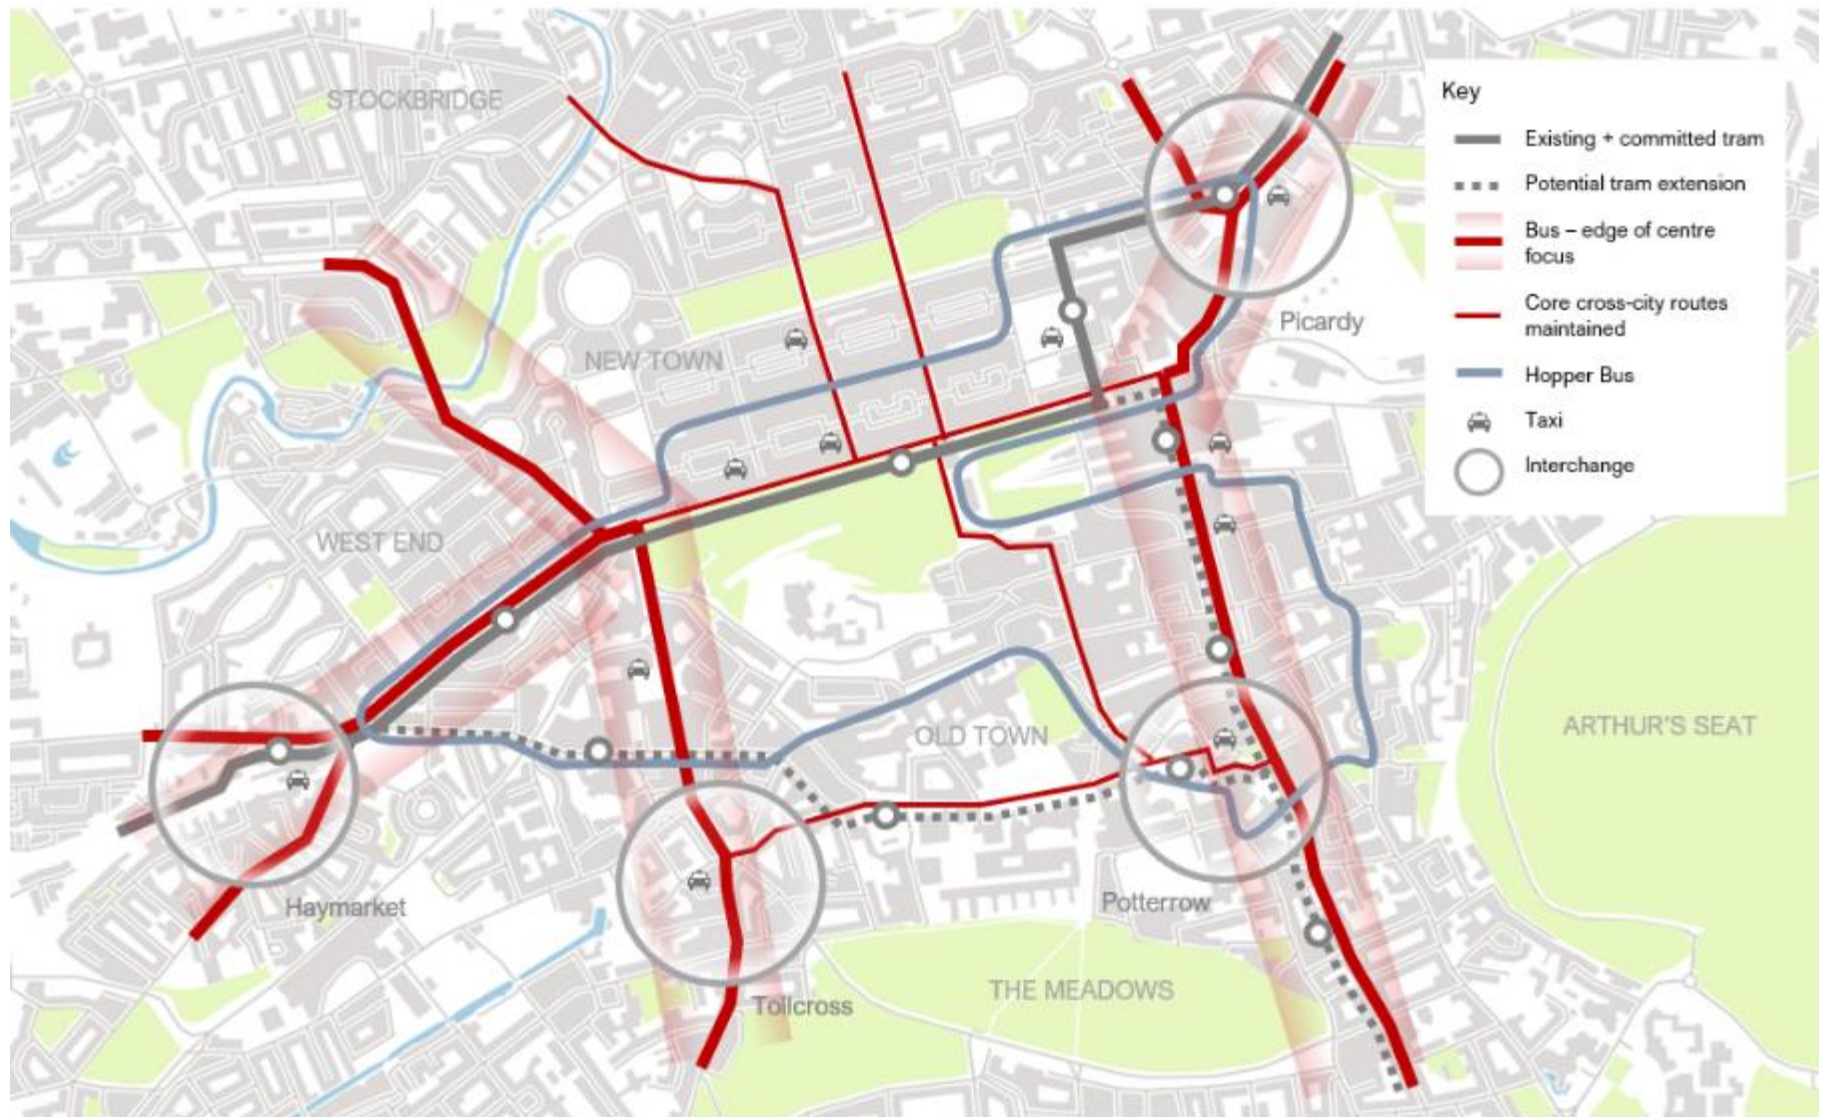 STOCKBRIDGE
Key
Existing + committed tram
Potential tram extension
Bus – edge of centre
focus
Core cross-city routes
maintained
Hopper Bus
Taxi
Interchange
Picardy
NEW TOWN
WEST END
OLD TOWN
ARTHUR'S SEAT
Haymarket
Potterrow
THE MEADOWS
Tollcross